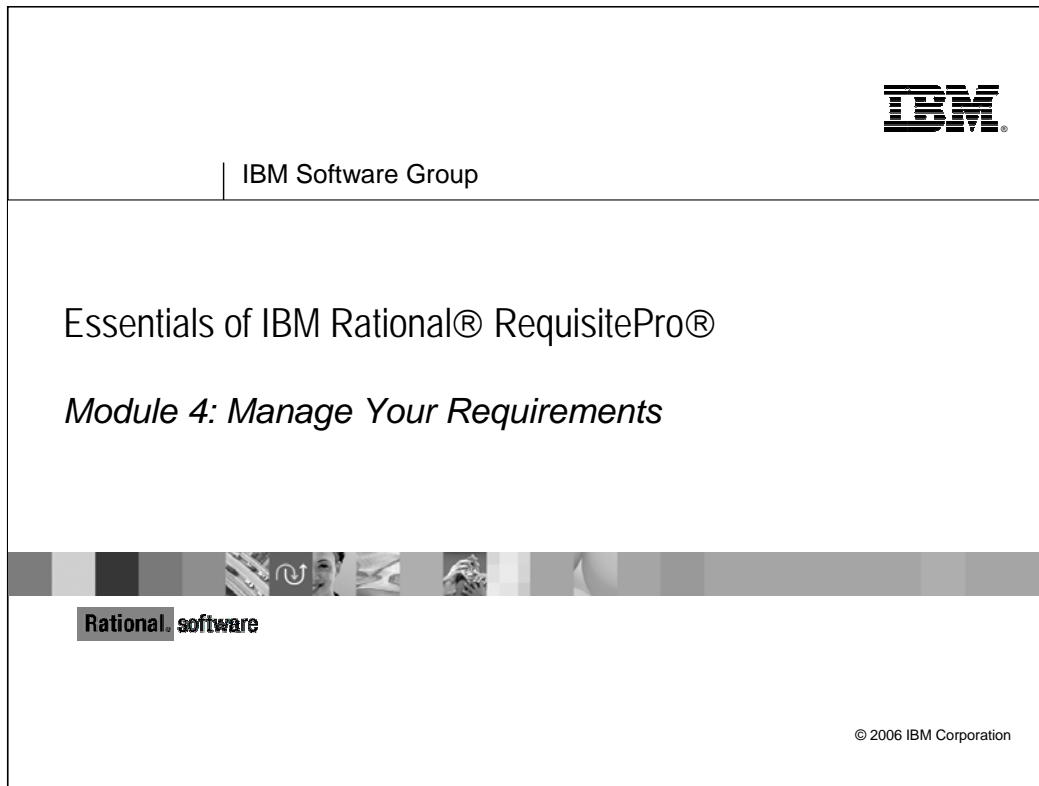 IBM®
IBM Software Group
Essentials of IBM Rational® RequisitePro®
Module 4: Manage Your Requirements
Rational. software
© 2006 IBM Corporation